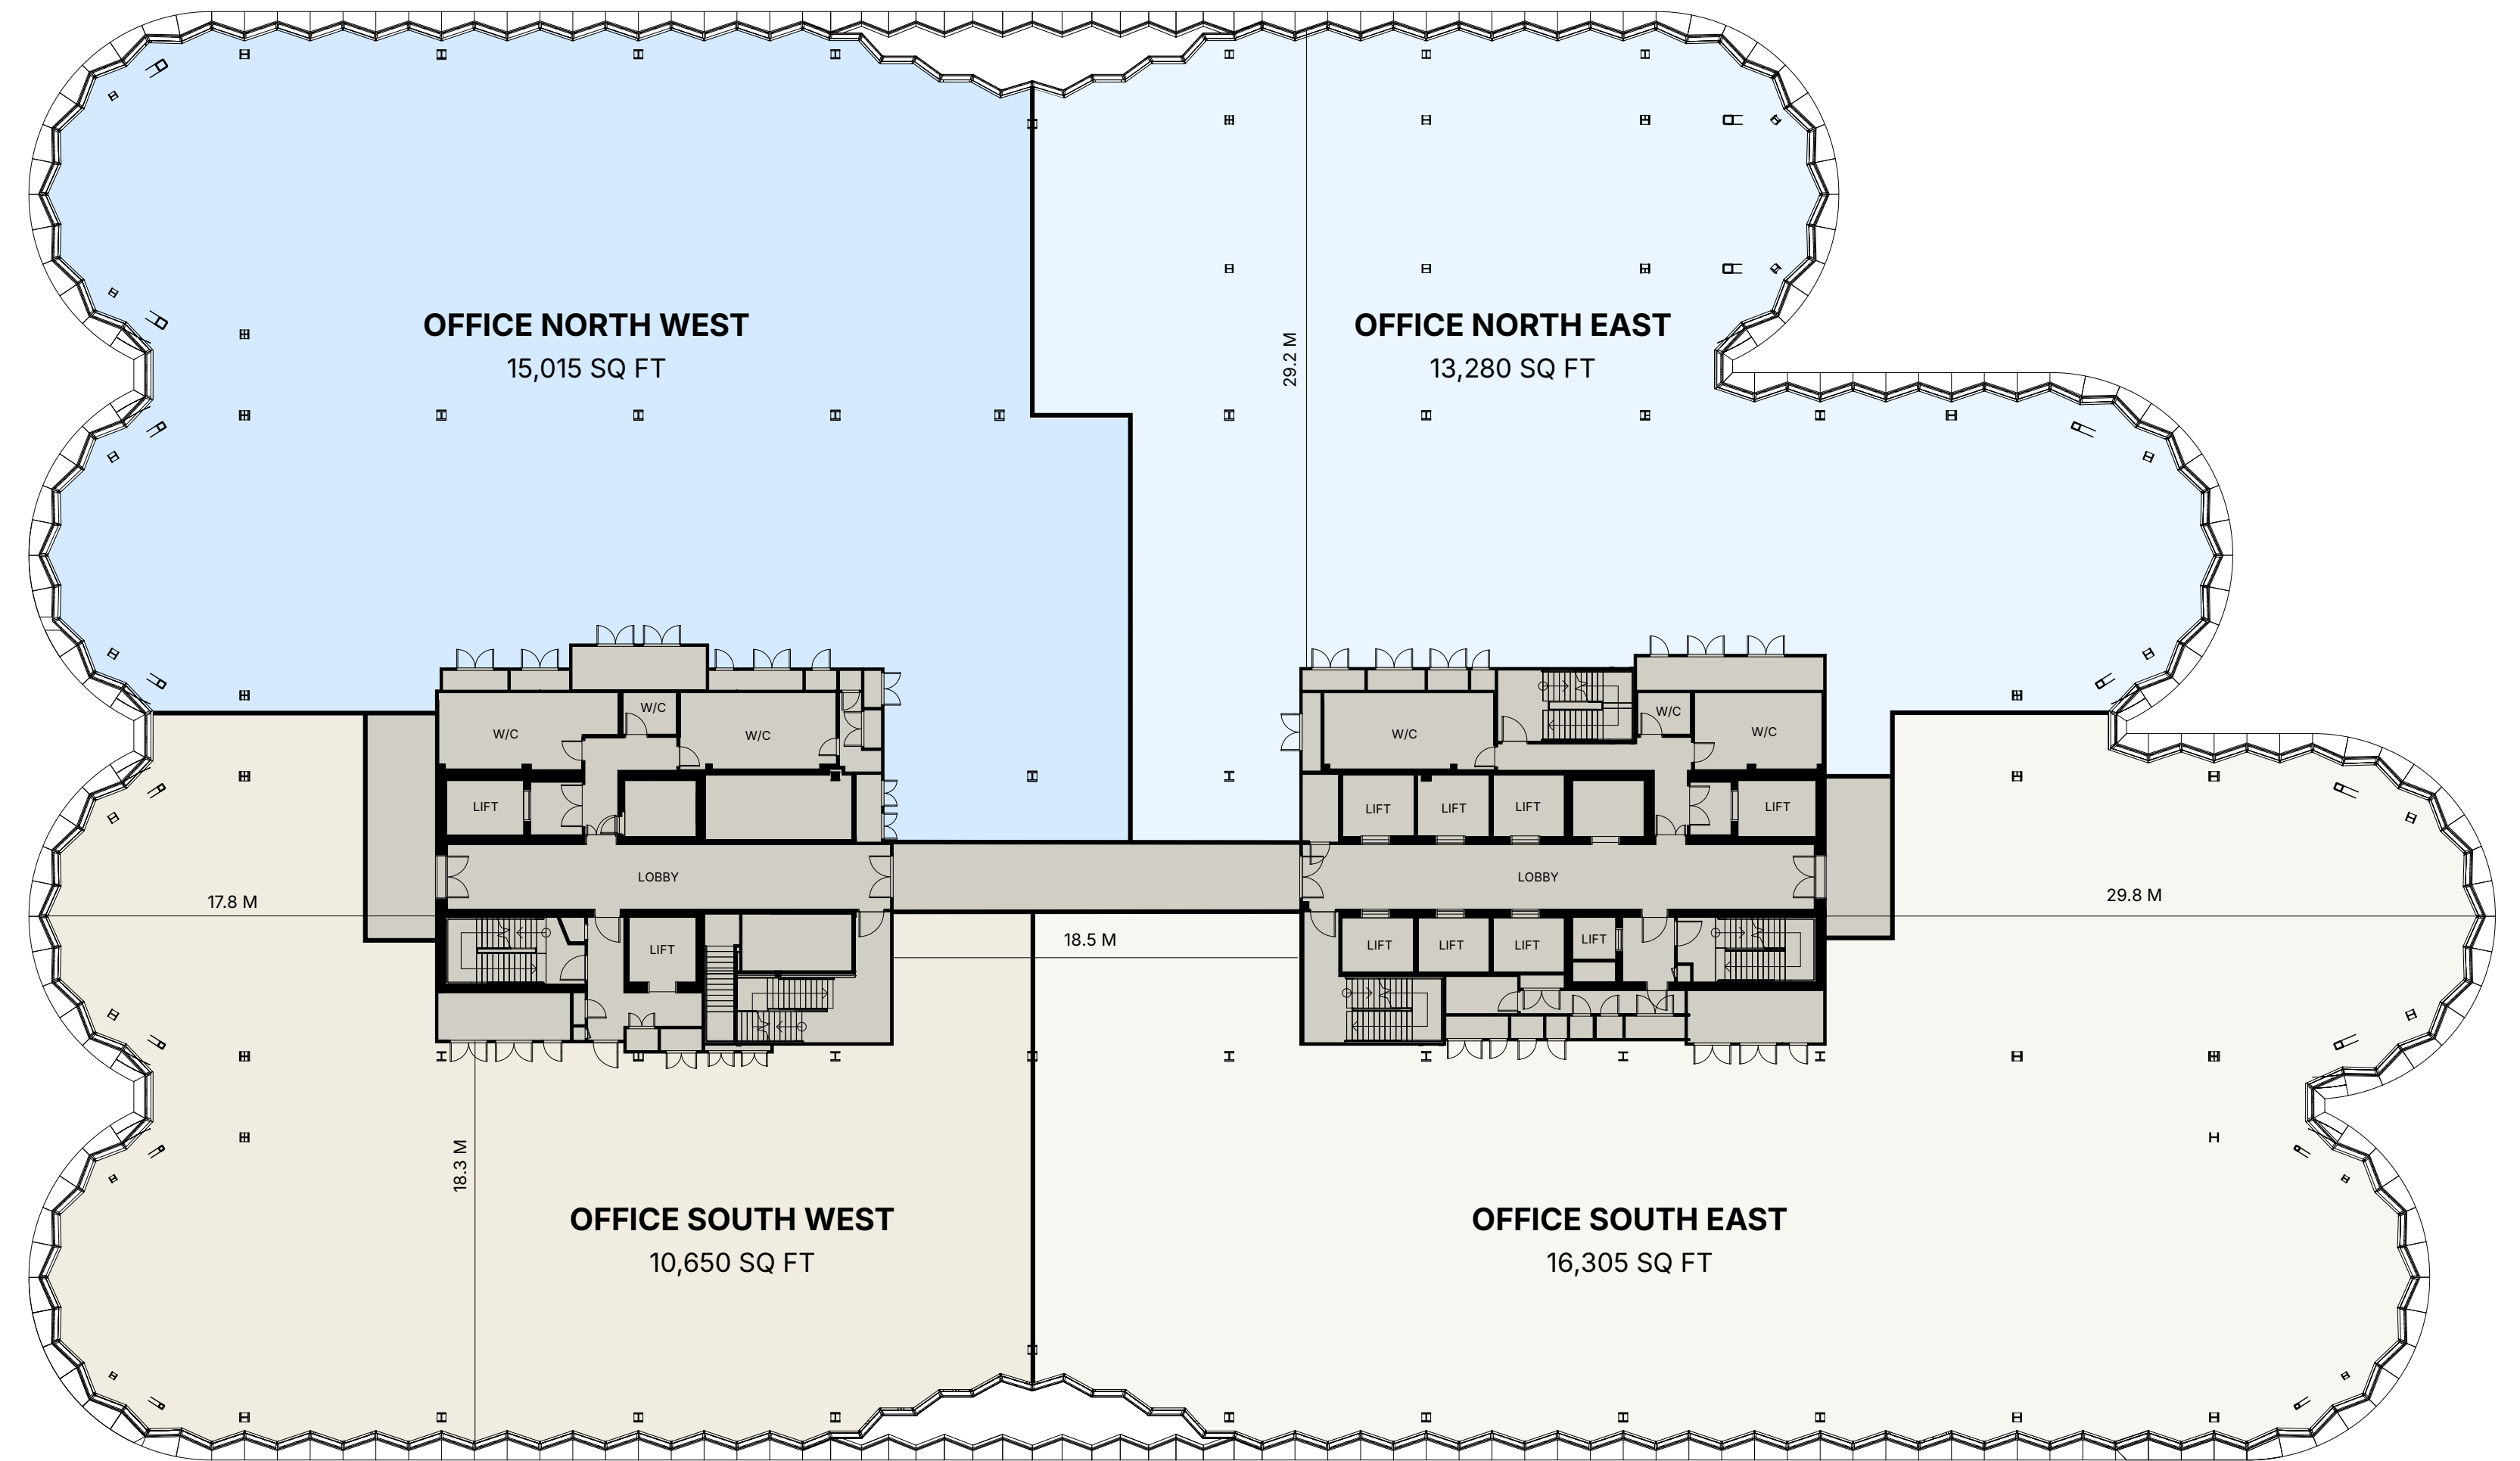 OFFICE NORTH WEST
15,015 SQ FT
OFFICE NORTH EAST
13,280 SQ FT
29.2 M
W/C
W/C
W/C
W/C
W/C
W/C
LIFT
LIFT
LIFT
LIFT
LIFT
LOBBY
LOBBY
17.8 M
29.8 M
18.5 M
LIFT
LIFT
LIFT
LIFT
LIFT
18.3 M
OFFICE SOUTH WEST
10,650 SQ FT
OFFICE SOUTH EAST
16,305 SQ FT